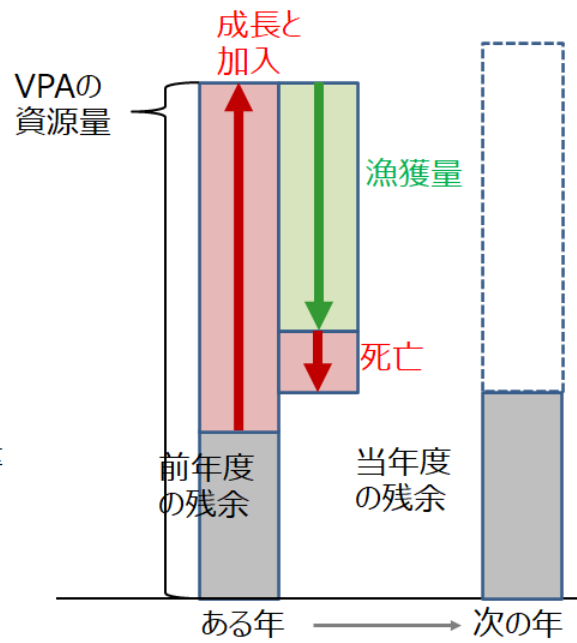 成長と
加入
VPAの
資源量
漁獲量
死亡
前年度
の残余
当年度
の残余
ある年
次の年